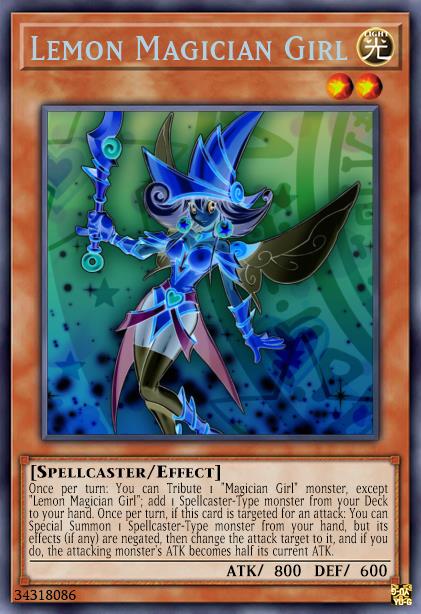 LEMON MAGICIAN GIRL
LIGHT
光
[SPELLCASTER/EFFECT]
Once per turn: You can Tribute 1 "Magician Girl" monster, except
"Lemon Magician Girl"; add 1 Spellcaster-Type monster from your Deck
to your hand. Once per turn, if this card is targeted for an attack: You can
Special Summon 1 Spellcaster-Type monster from your hand, but its
effects (if any) are negated, then change the attack target to it, and if you
do, the attacking monster's ATK becomes half its current ATK.
ATK/ 800 DEF/ 600
34318086